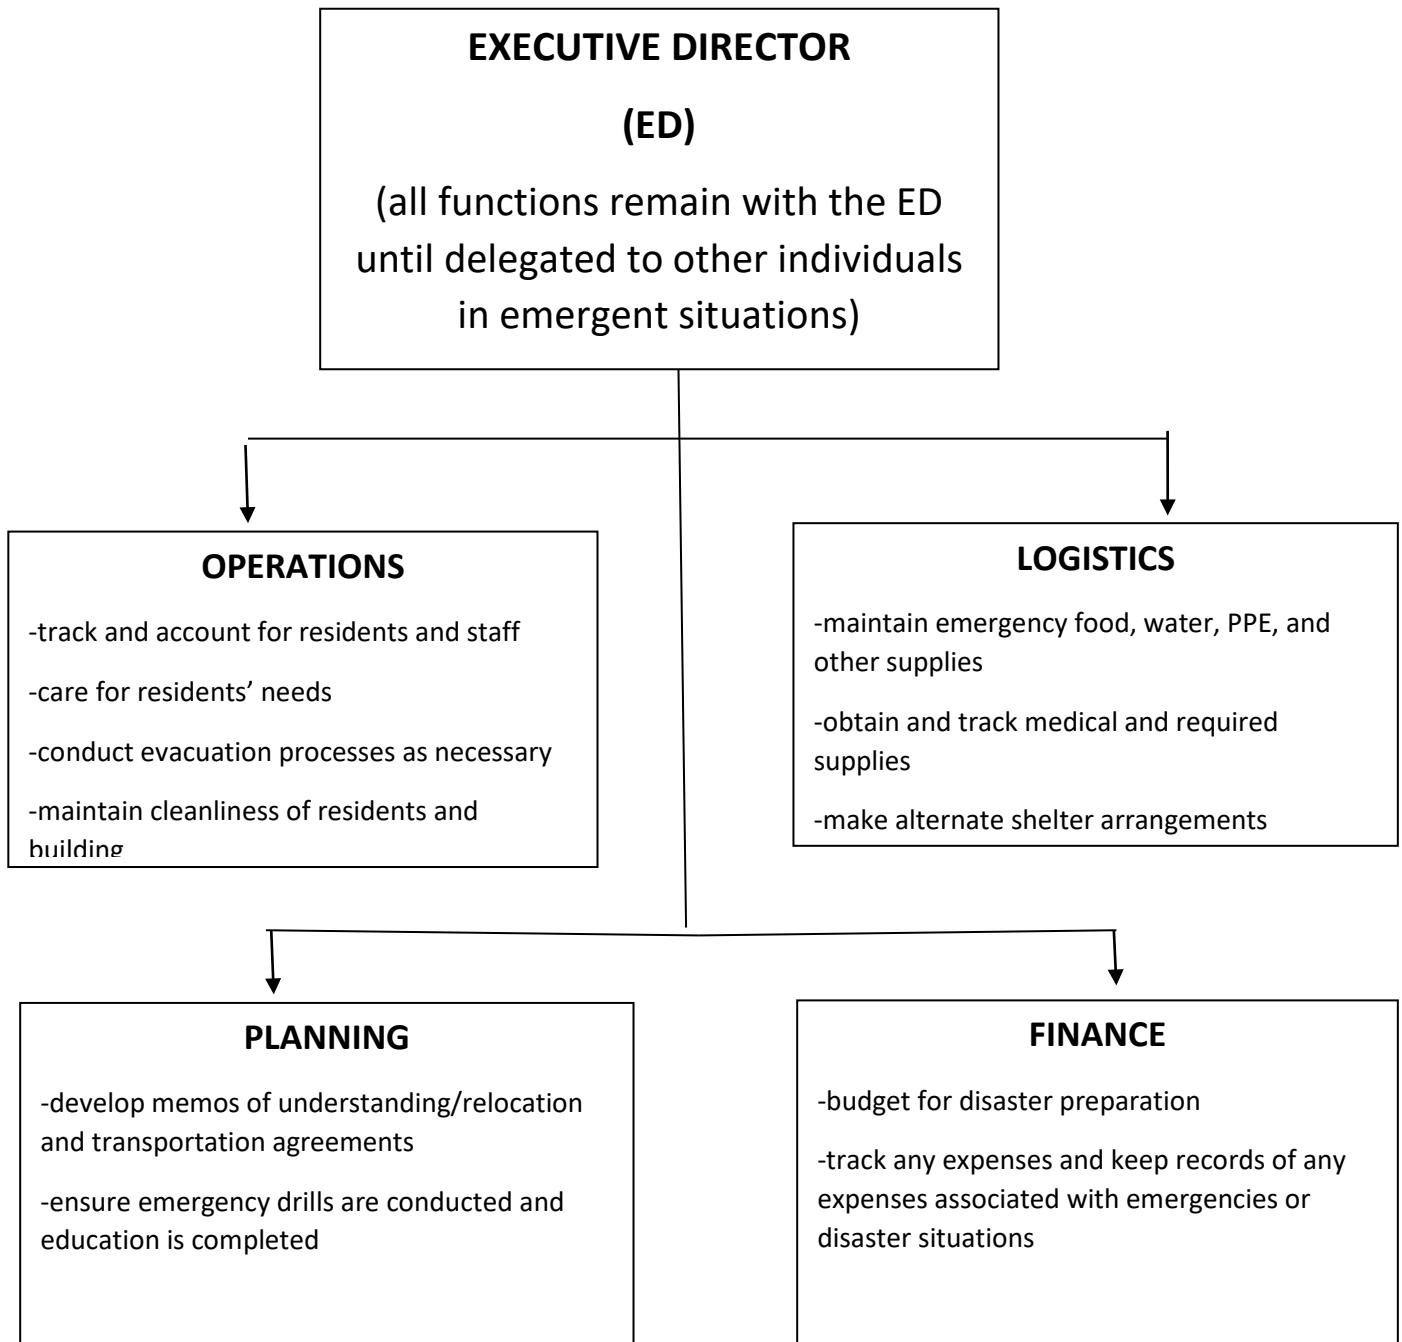 EXECUTIVE DIRECTOR
(ED)
(all functions remain with the ED
until delegated to other individuals
in emergent situations)
OPERATIONS
-track and account for residents and staff
-care for residents’ needs
-conduct evacuation processes as necessary
-maintain cleanliness of residents and
building
LOGISTICS
-maintain emergency food, water, PPE, and
other supplies
-obtain and track medical and required
supplies
-make alternate shelter arrangements
PLANNING
-develop memos of understanding/relocation
and transportation agreements
-ensure emergency drills are conducted and
education is completed
FINANCE
-budget for disaster preparation
-track any expenses and keep records of any
expenses associated with emergencies or
disaster situations